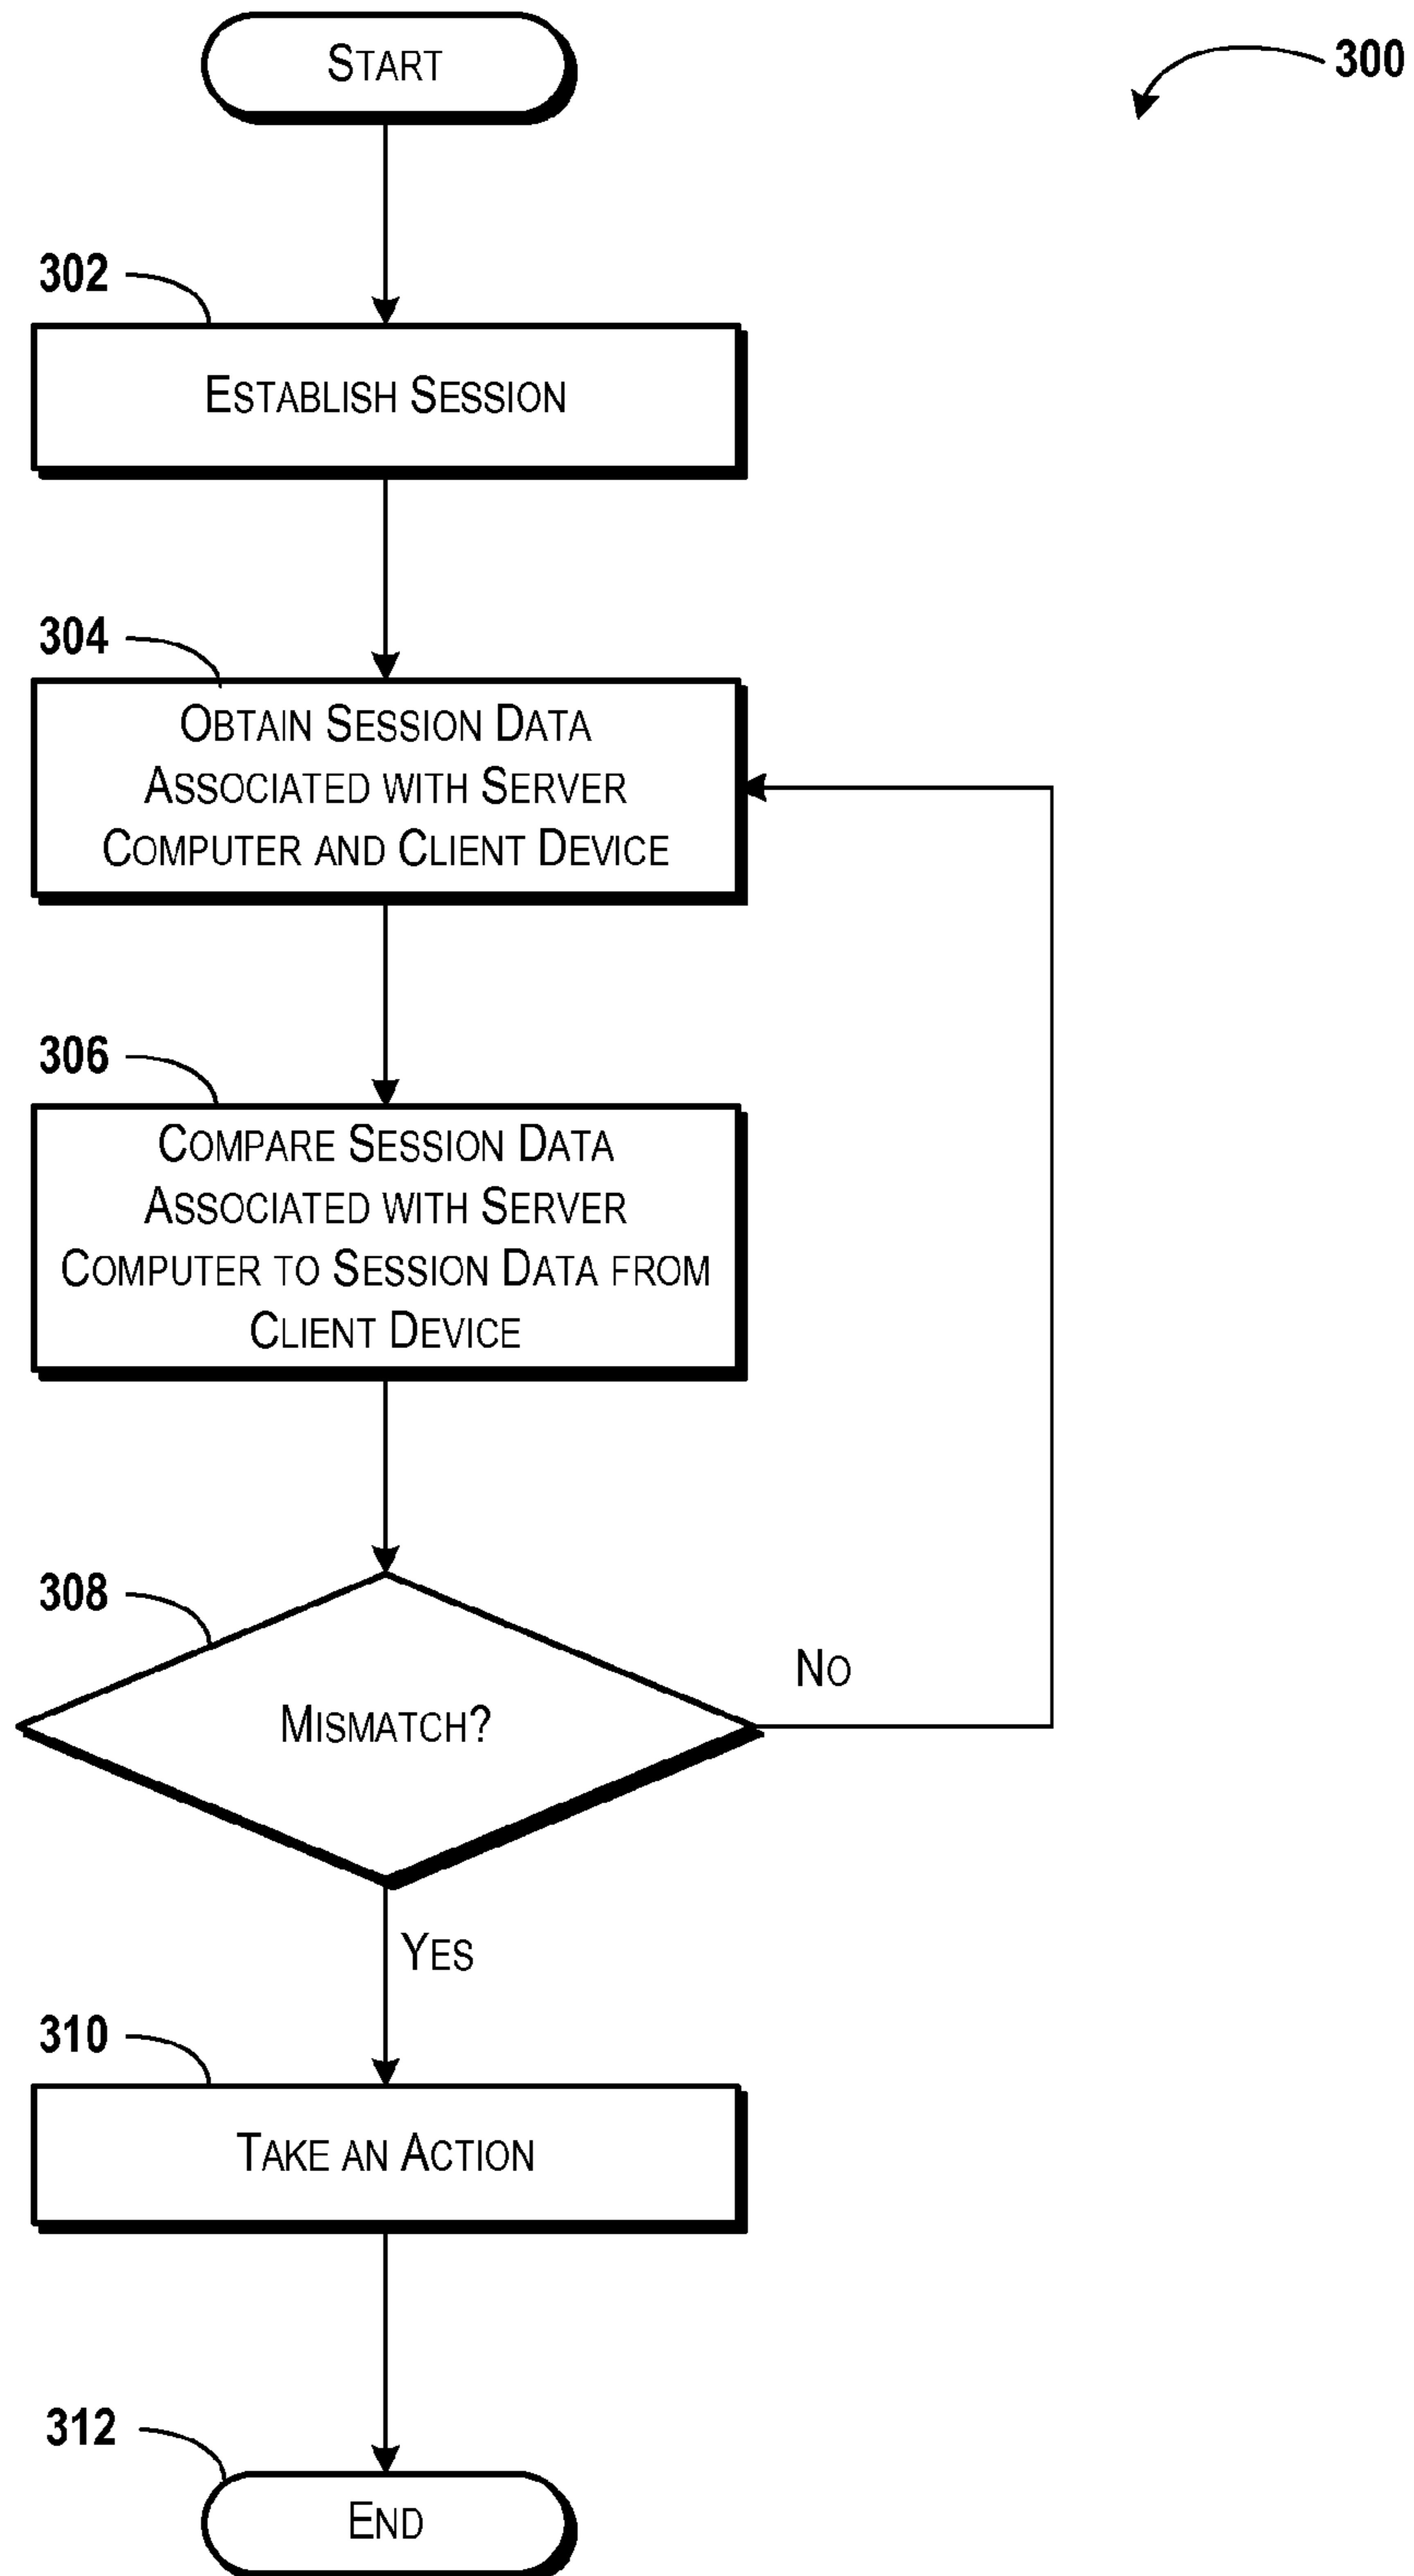 START
300
302
ESTABLISH SESSION
304
OBTAIN SESSION DATA
ASSOCIATED WITH SERVER
COMPUTER AND CLIENT DEVICE
306
COMPARE SESSION DATA
ASSOCIATED WITH SERVER
COMPUTER TO SESSION DATA FROM
CLIENT DEVICE
308
MISMATCH?
NO
YES
310
TAKE AN ACTION
312
END